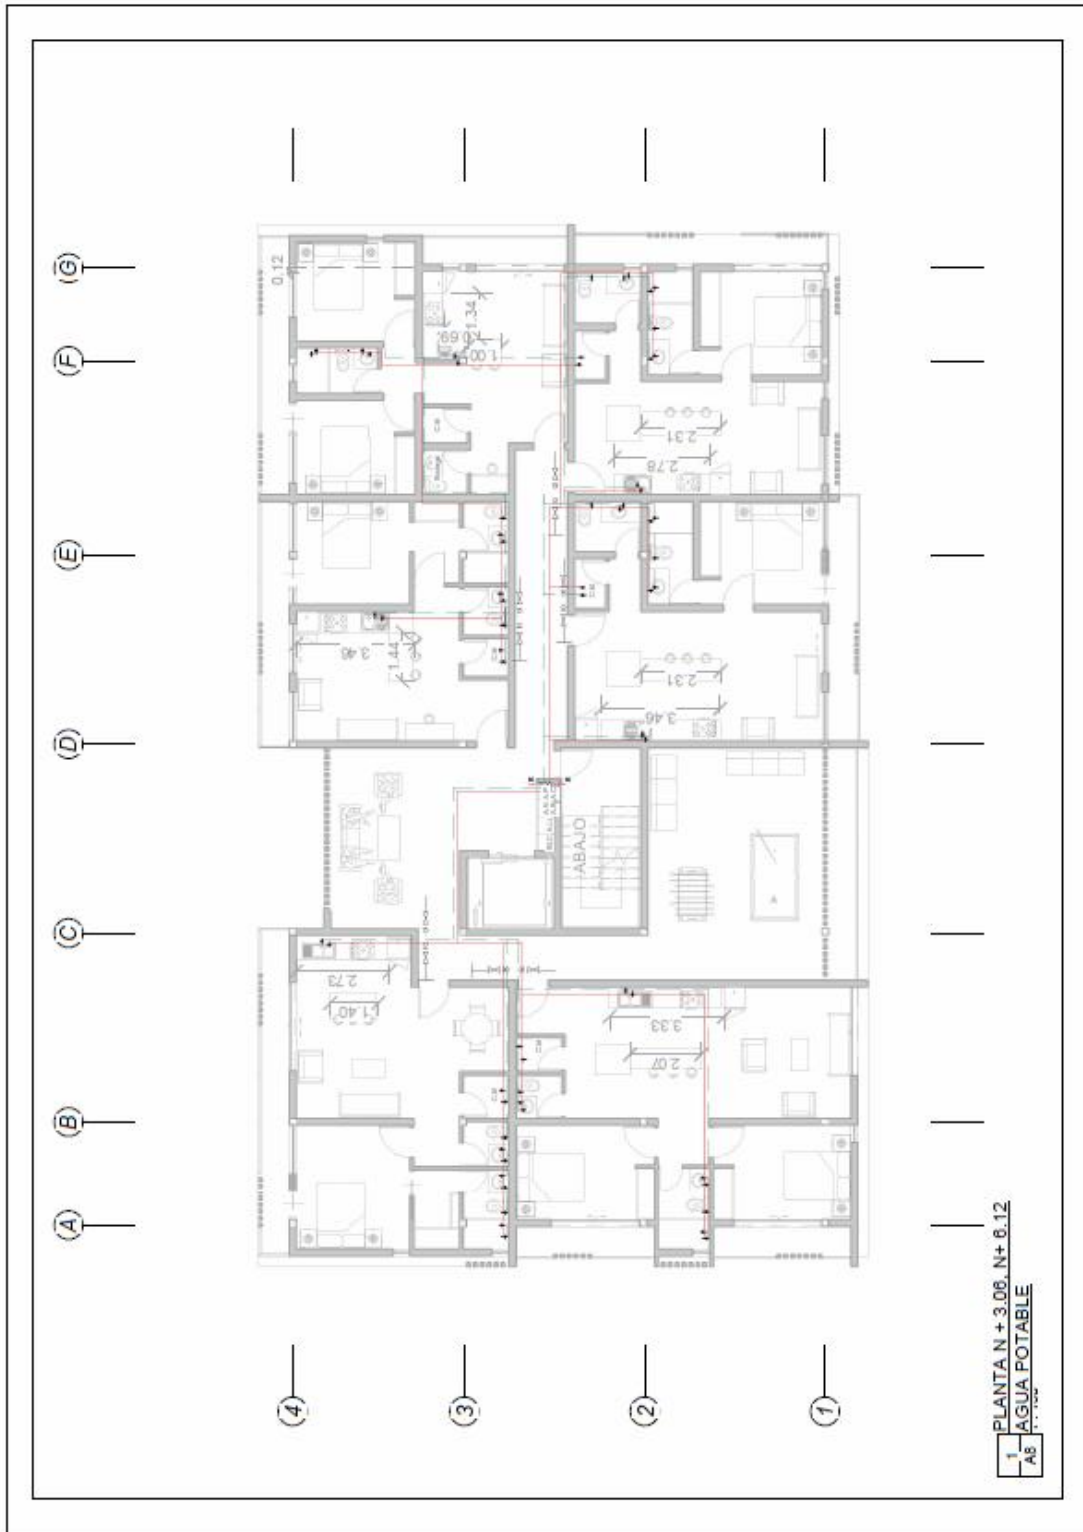 (G)
(F)
(E)
(D)
(C)
(B)
(A)
(4)
(3)
(2)
(1)
0.12
1.34
0.69
1.00
2.31
2.78
3.46
1.44
2.31
3.46
ABAJO
2.73
1.40
3.33
2.07
PLANTA N + 3.06, N+ 6.12
AGUA POTABLE
1
A8